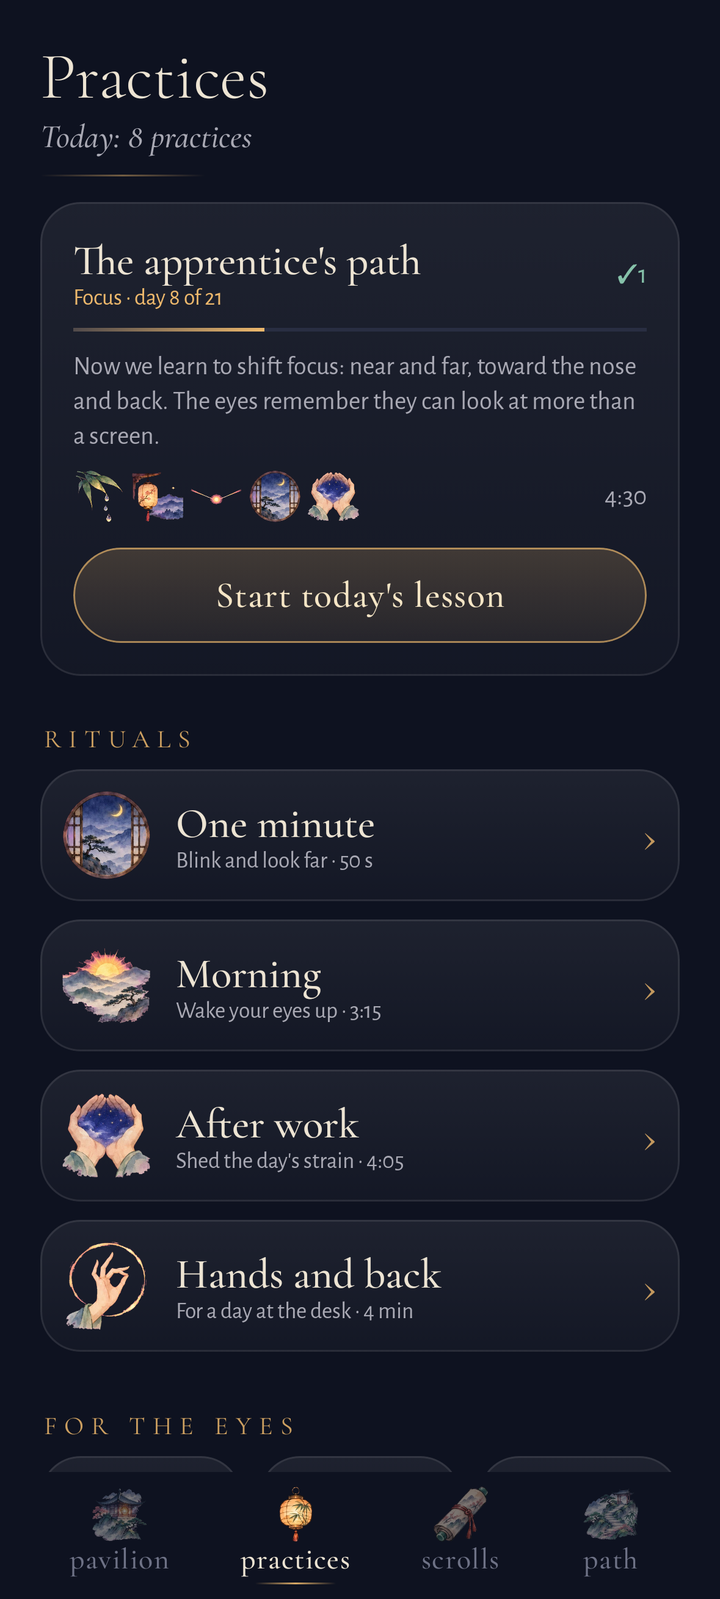 Practices
Today: 8 practices
The apprentice's path
✓1
Focus · day 8 of 21
Now we learn to shift focus: near and far, toward the nose
and back. The eyes remember they can look at more than
a screen.
4:30
Start today's lesson
RITUALS
One minute
Blink and look far · 50 s
Morning
Wake your eyes up · 3:15
After work
Shed the day's strain · 4:05
Hands and back
For a day at the desk · 4 min
FOR THE EYES
pavilion
practices
scrolls
path